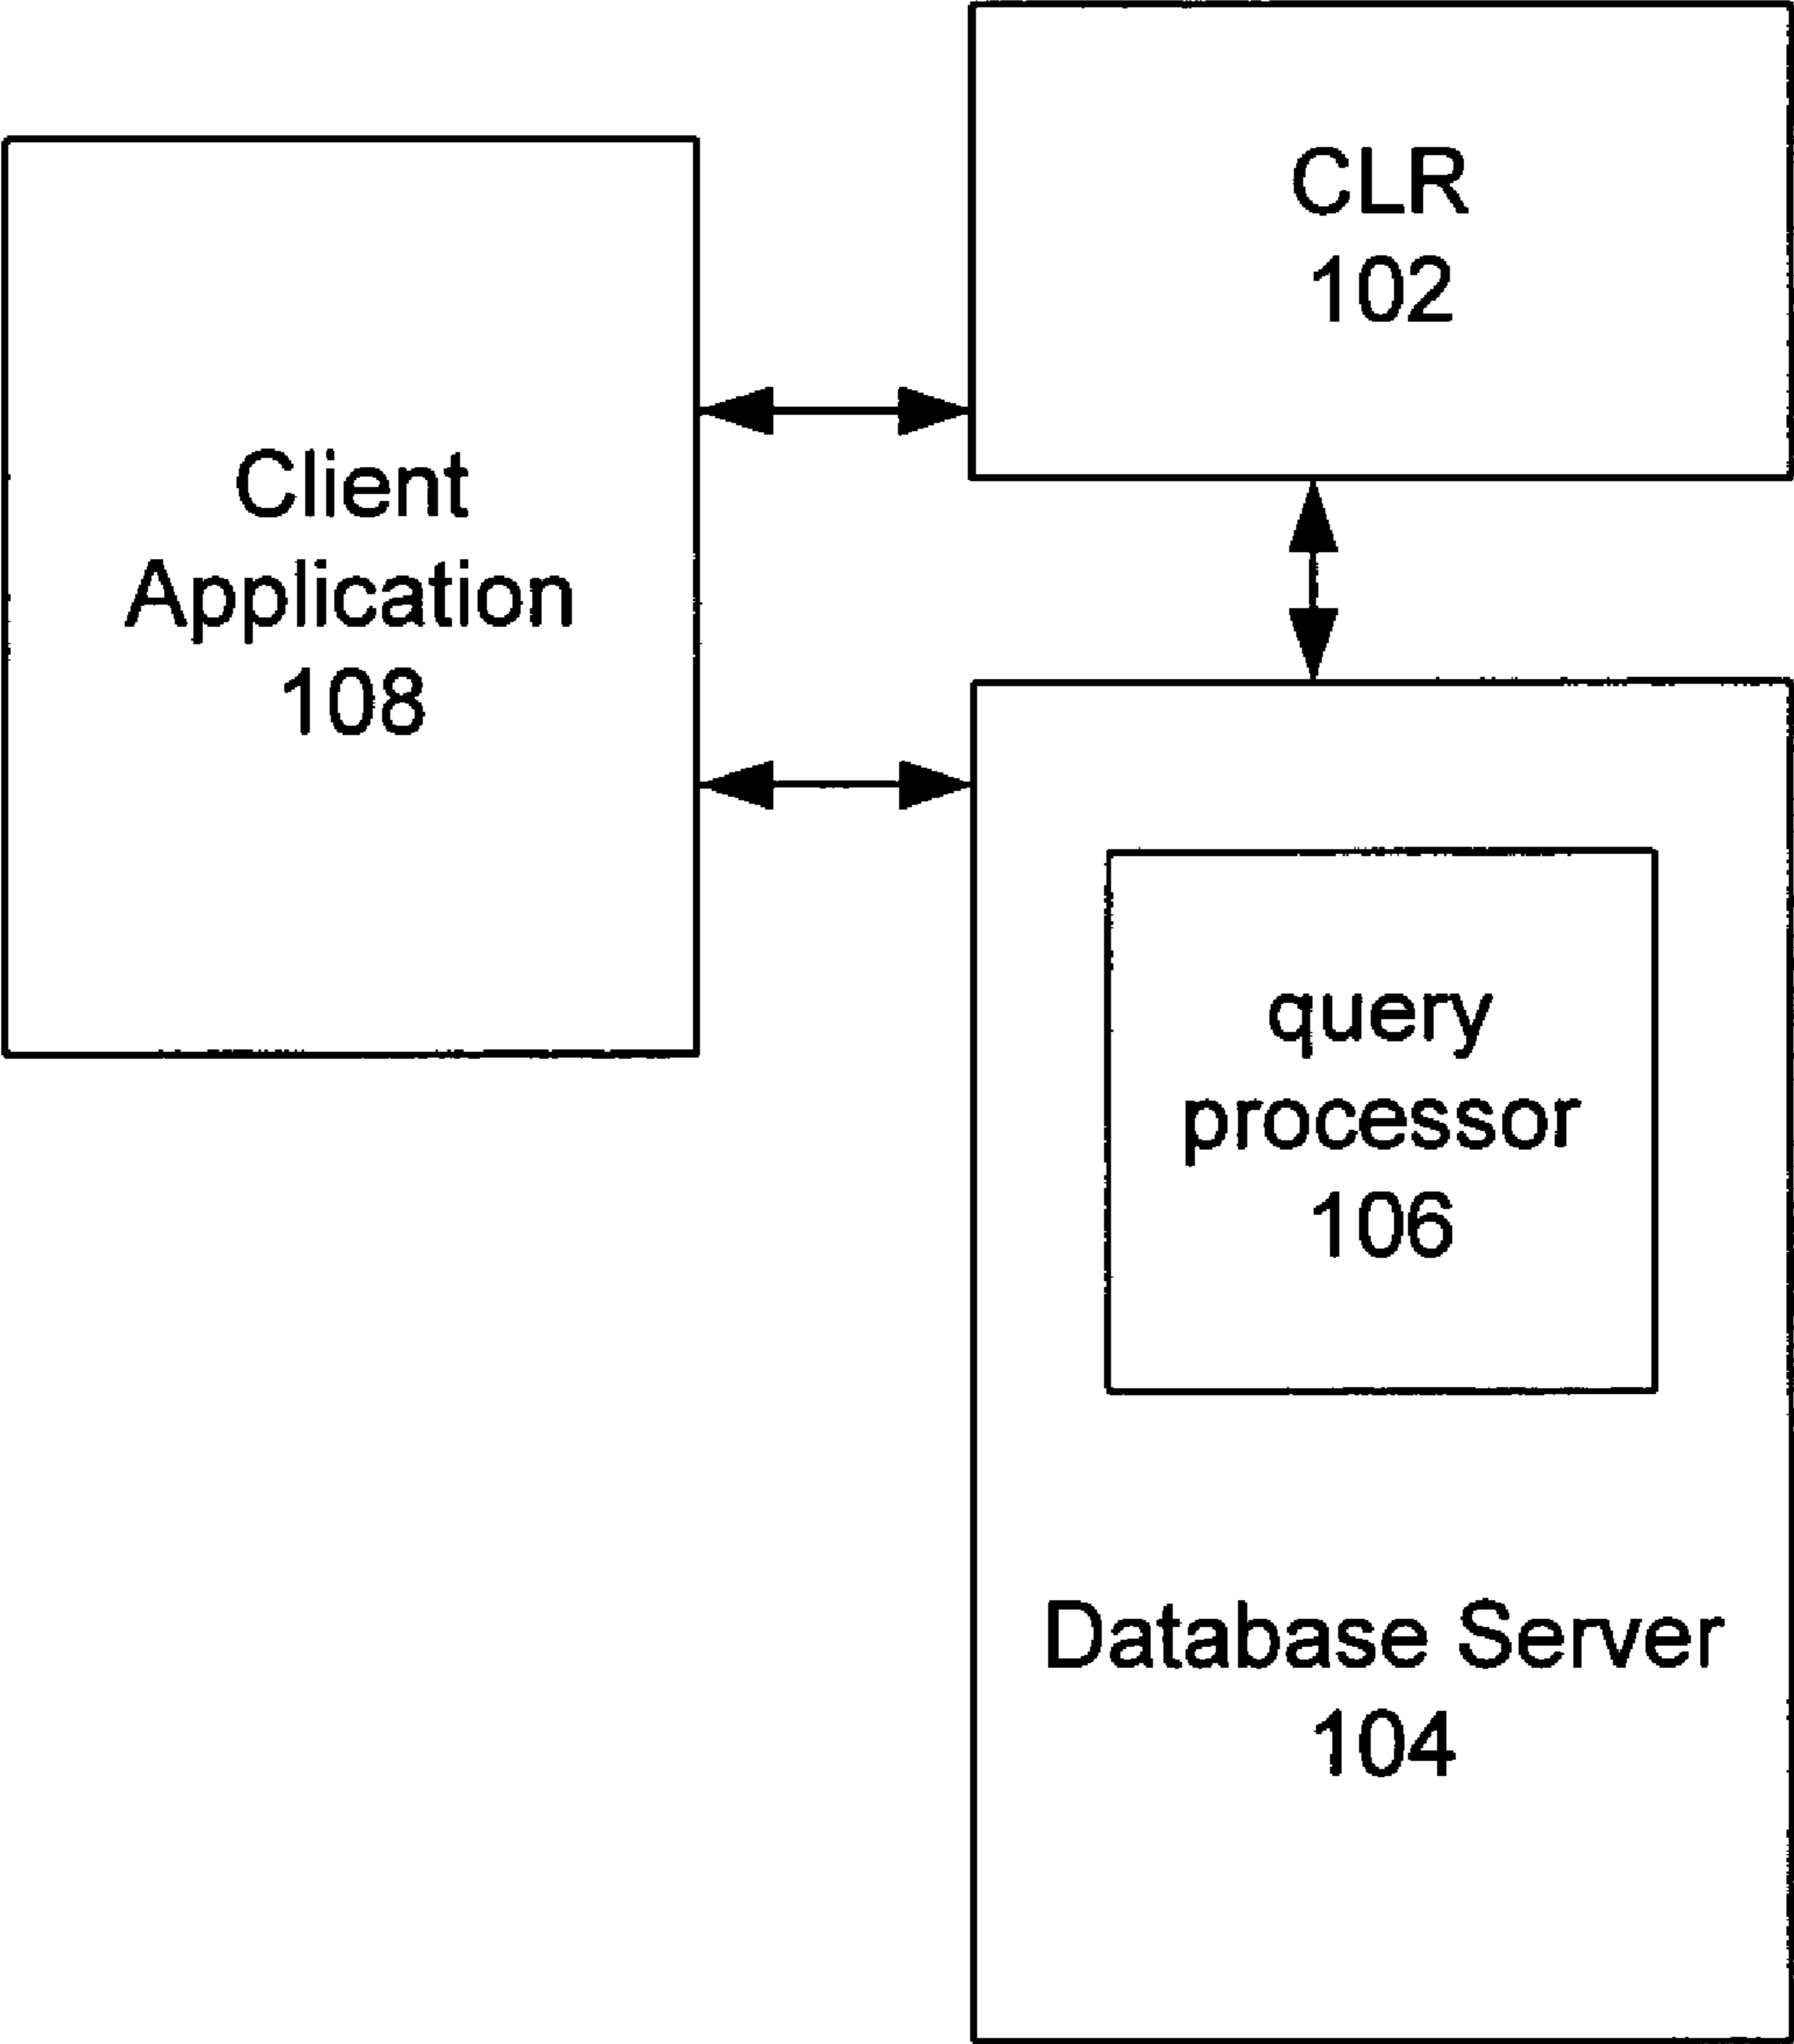 CLR
102
Client
Application
108
query
processor
106
Database Server
104